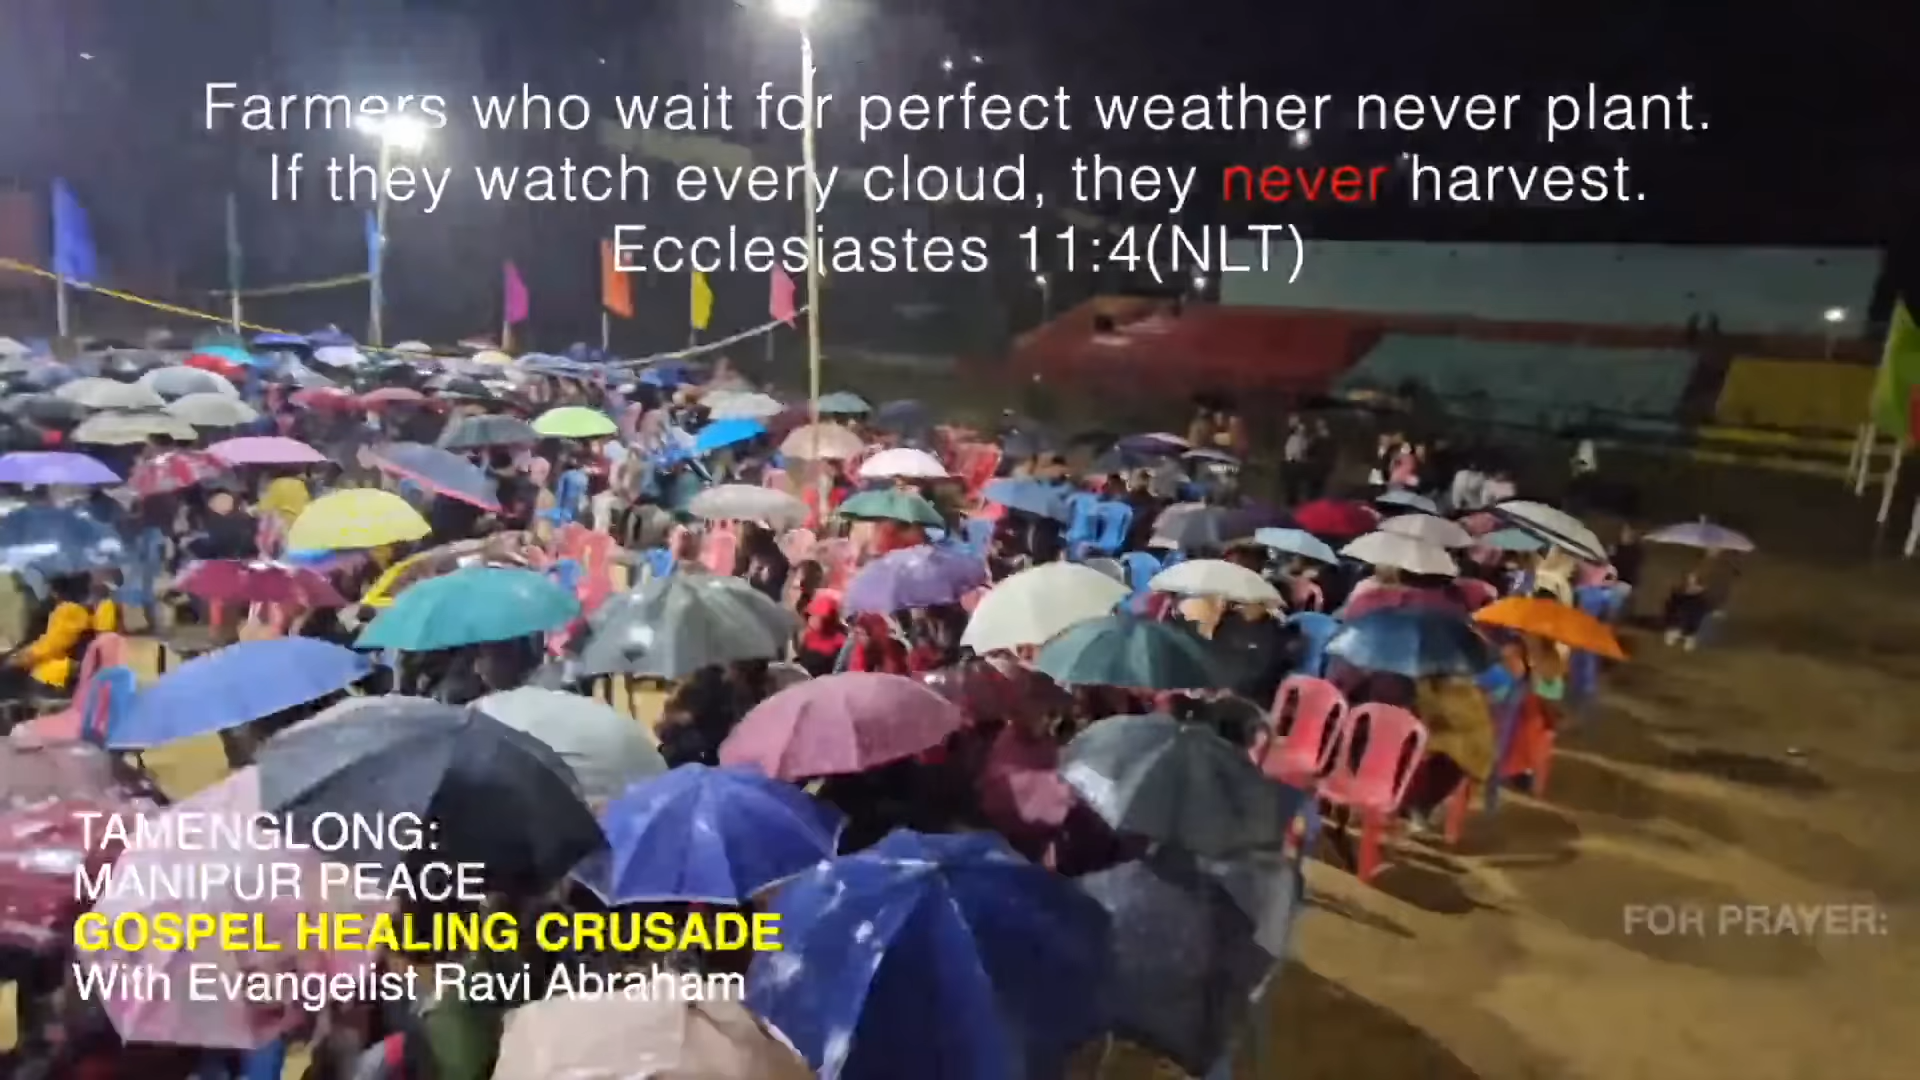 Farmers who wait for perfect weather never plant.
If they watch every cloud, they never harvest.
Ecclesiastes 11:4(NLT)
TAMENGLONG:
MANIPUR PEACE
GOSPEL HEALING CRUSADE
With Evangelist Ravi Abraham
FOR PRAYER: